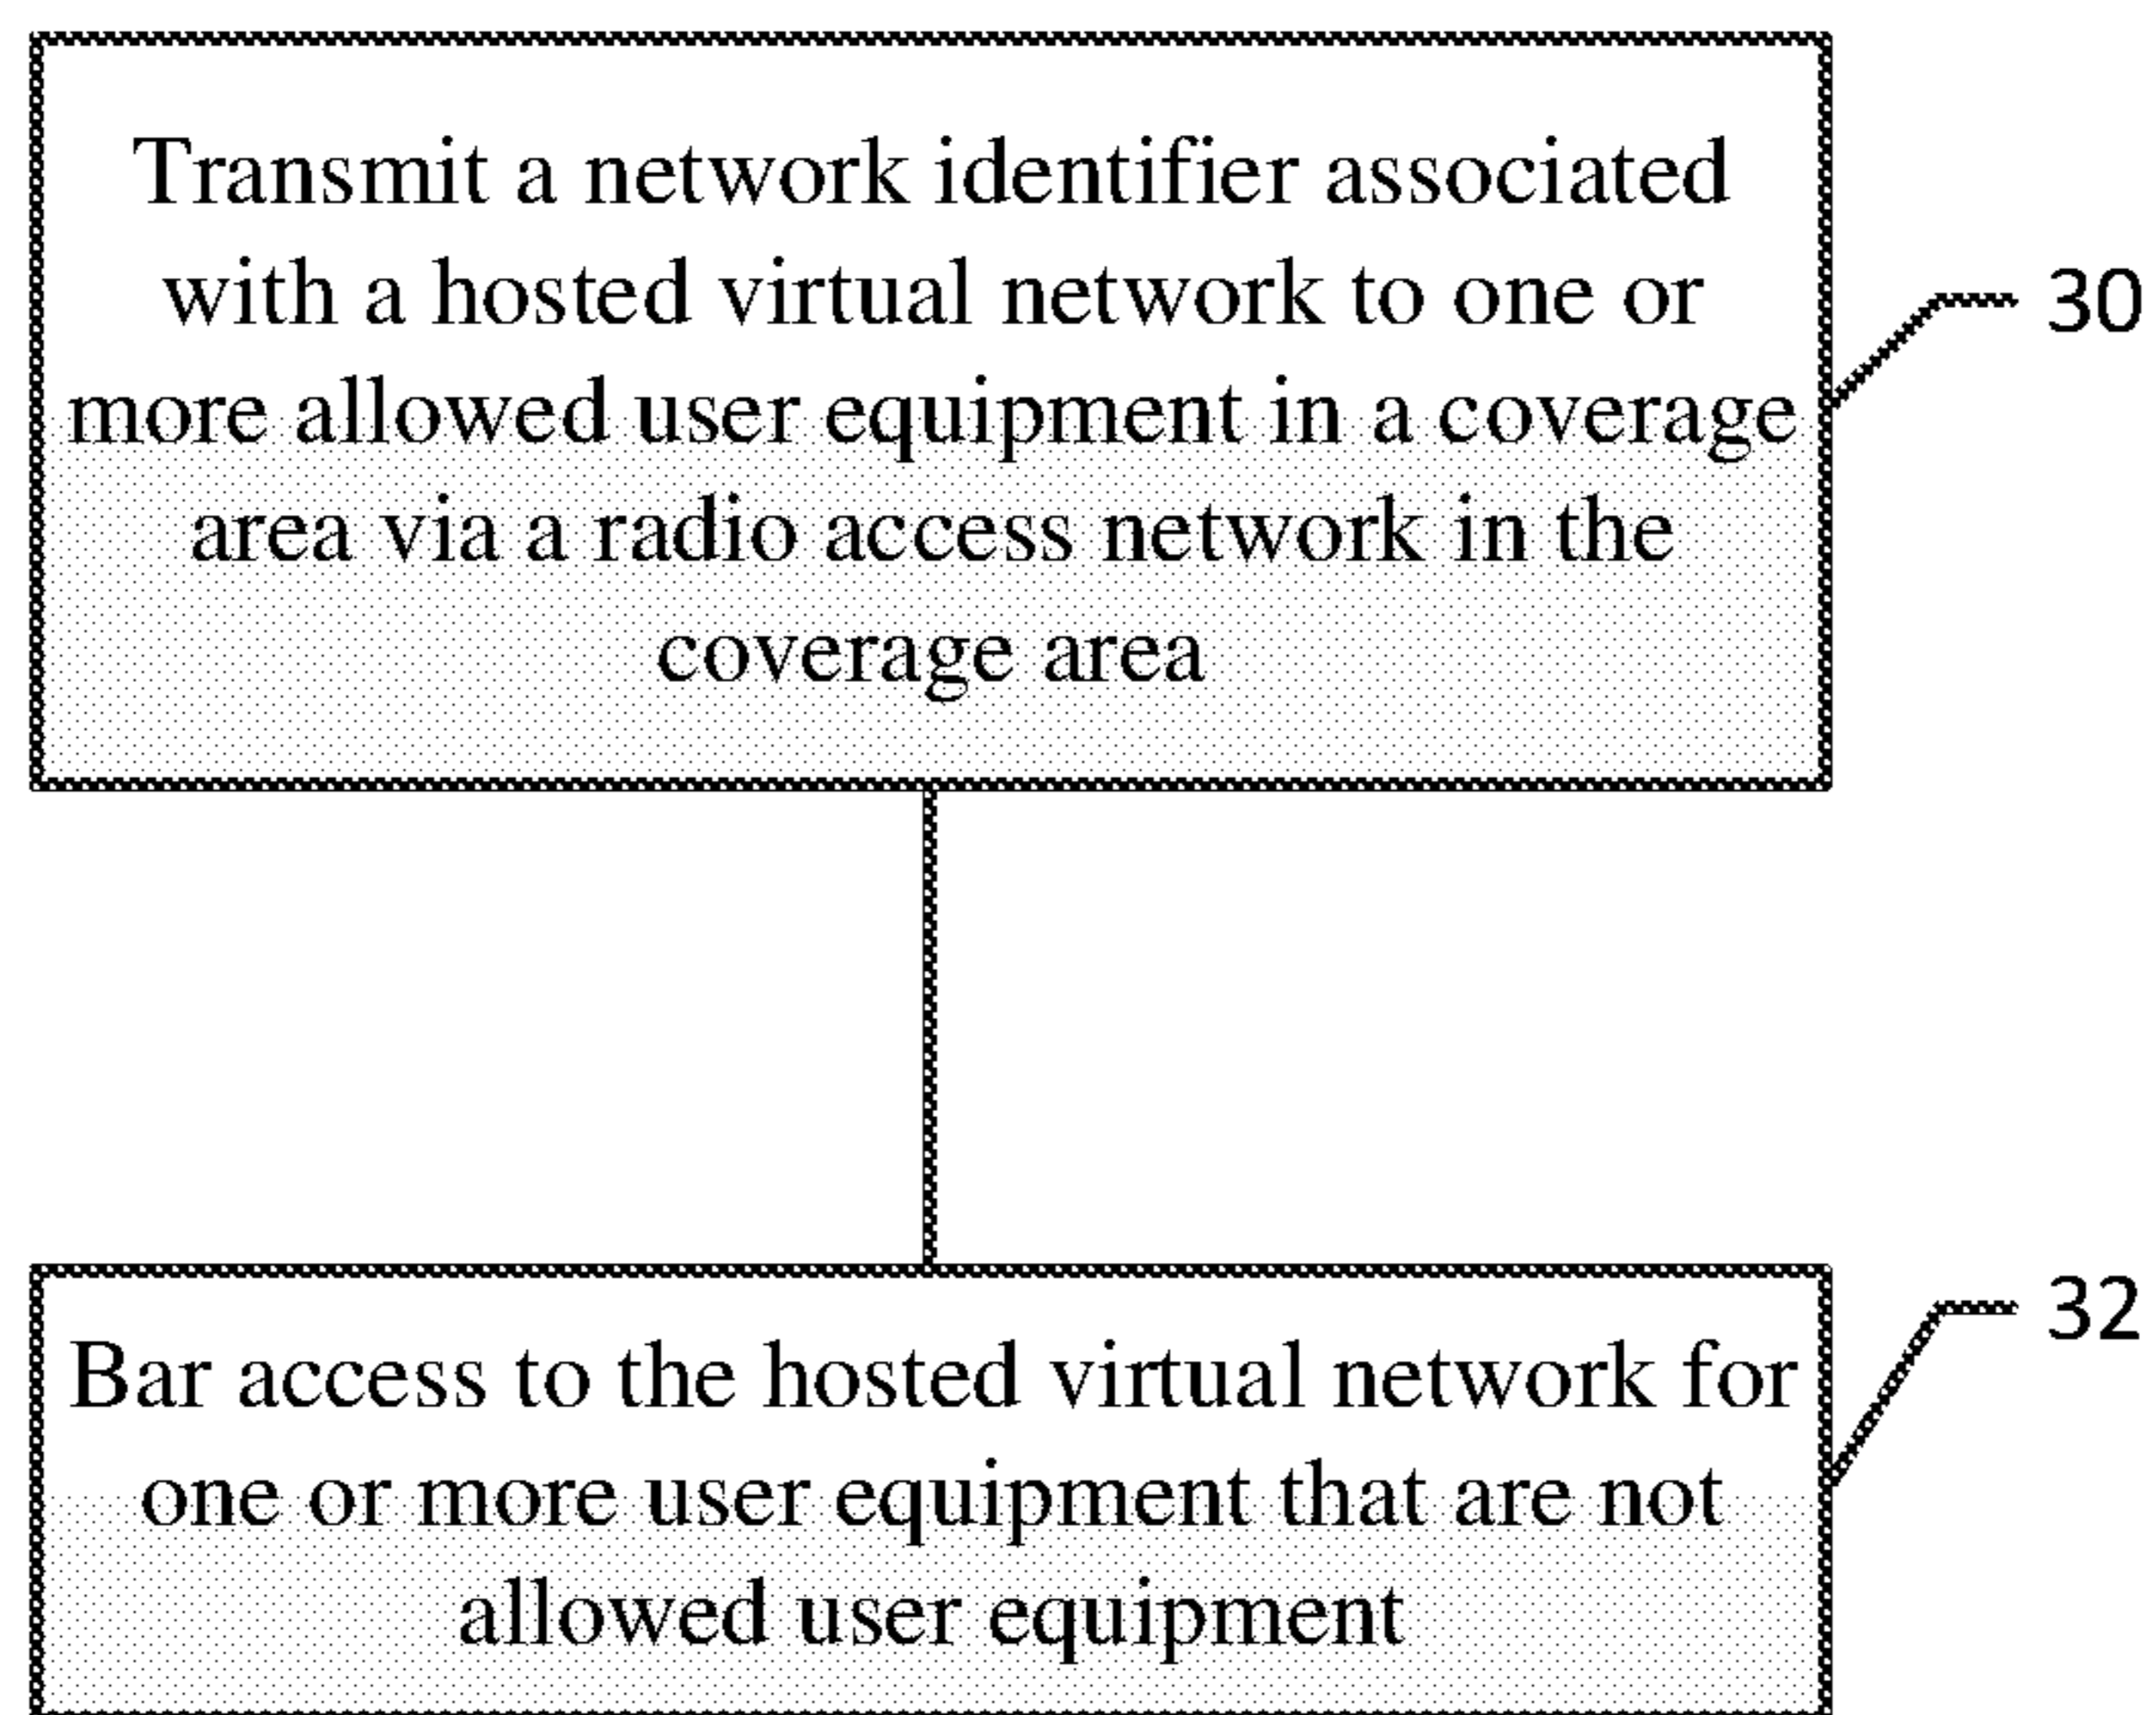 Transmit a network identifier associated
with a hosted virtual network to one or
more allowed user equipment in a coverage
area via a radio access network in the
coverage area
30
Bar access to the hosted virtual network for
one or more user equipment that are not
allowed user equipment
32